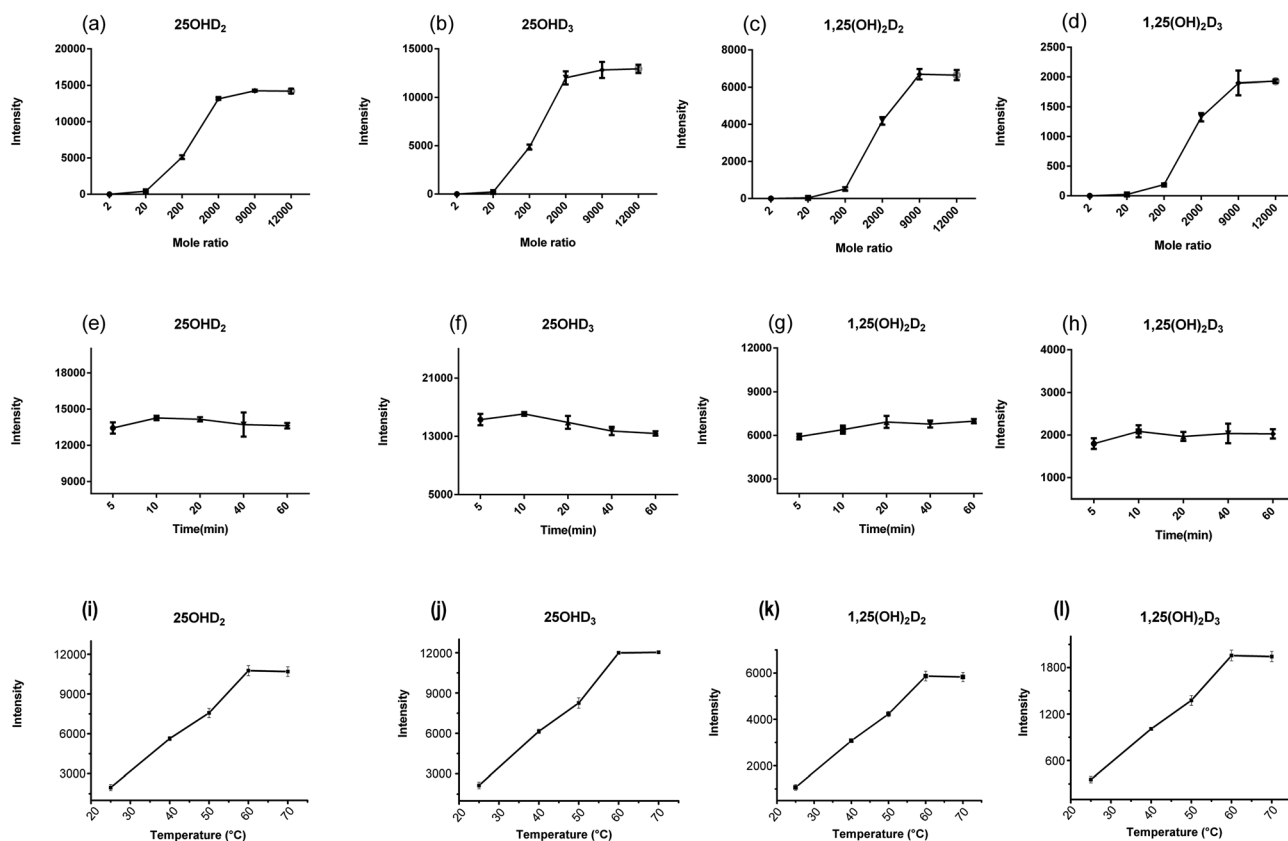 (a)
25OHD₂
Intensity
20000
15000
10000
5000
0
2
20
200
2000
9000
12000
Mole ratio
(b)
25OHD₃
Intensity
15000
10000
5000
0
2
20
200
2000
9000
12000
Mole ratio
(c)
1,25(OH)₂D₂
Intensity
8000
6000
4000
2000
0
2
20
200
2000
9000
12000
Mole ratio
(d)
1,25(OH)₂D₃
Intensity
2500
2000
1500
1000
500
0
2
20
200
2000
9000
12000
Mole ratio
(e)
25OHD₂
Intensity
18000
15000
12000
9000
5
10
20
40
60
Time(min)
(f)
25OHD₃
Intensity
21000
13000
5000
5
10
20
40
60
Time(min)
(g)
1,25(OH)₂D₂
Intensity
12000
9000
6000
3000
5
10
20
40
60
Time(min)
(h)
1,25(OH)₂D₃
Intensity
4000
3000
2000
1000
5
10
20
40
60
Time(min)
(i)
25OHD₂
Intensity
12000
9000
6000
3000
20
30
40
50
60
70
Temperature (°C)
(j)
25OHD₃
Intensity
12000
9000
6000
3000
20
30
40
50
60
70
Temperature (°C)
(k)
1,25(OH)₂D₂
Intensity
6000
4000
2000
20
30
40
50
60
70
Temperature (°C)
(l)
1,25(OH)₂D₃
Intensity
1800
1200
600
20
30
40
50
60
70
Temperature (°C)